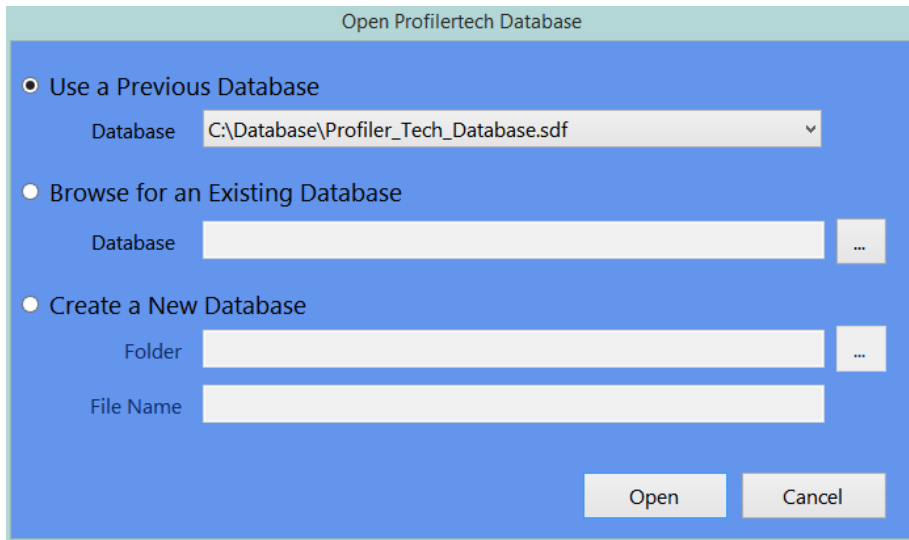 Open Profilertech Database
Use a Previous Database
Database C:\Database\Profiler_Tech_Database.sdf
Browse for an Existing Database
Database ...
Create a New Database
Folder ...
File Name
Open Cancel